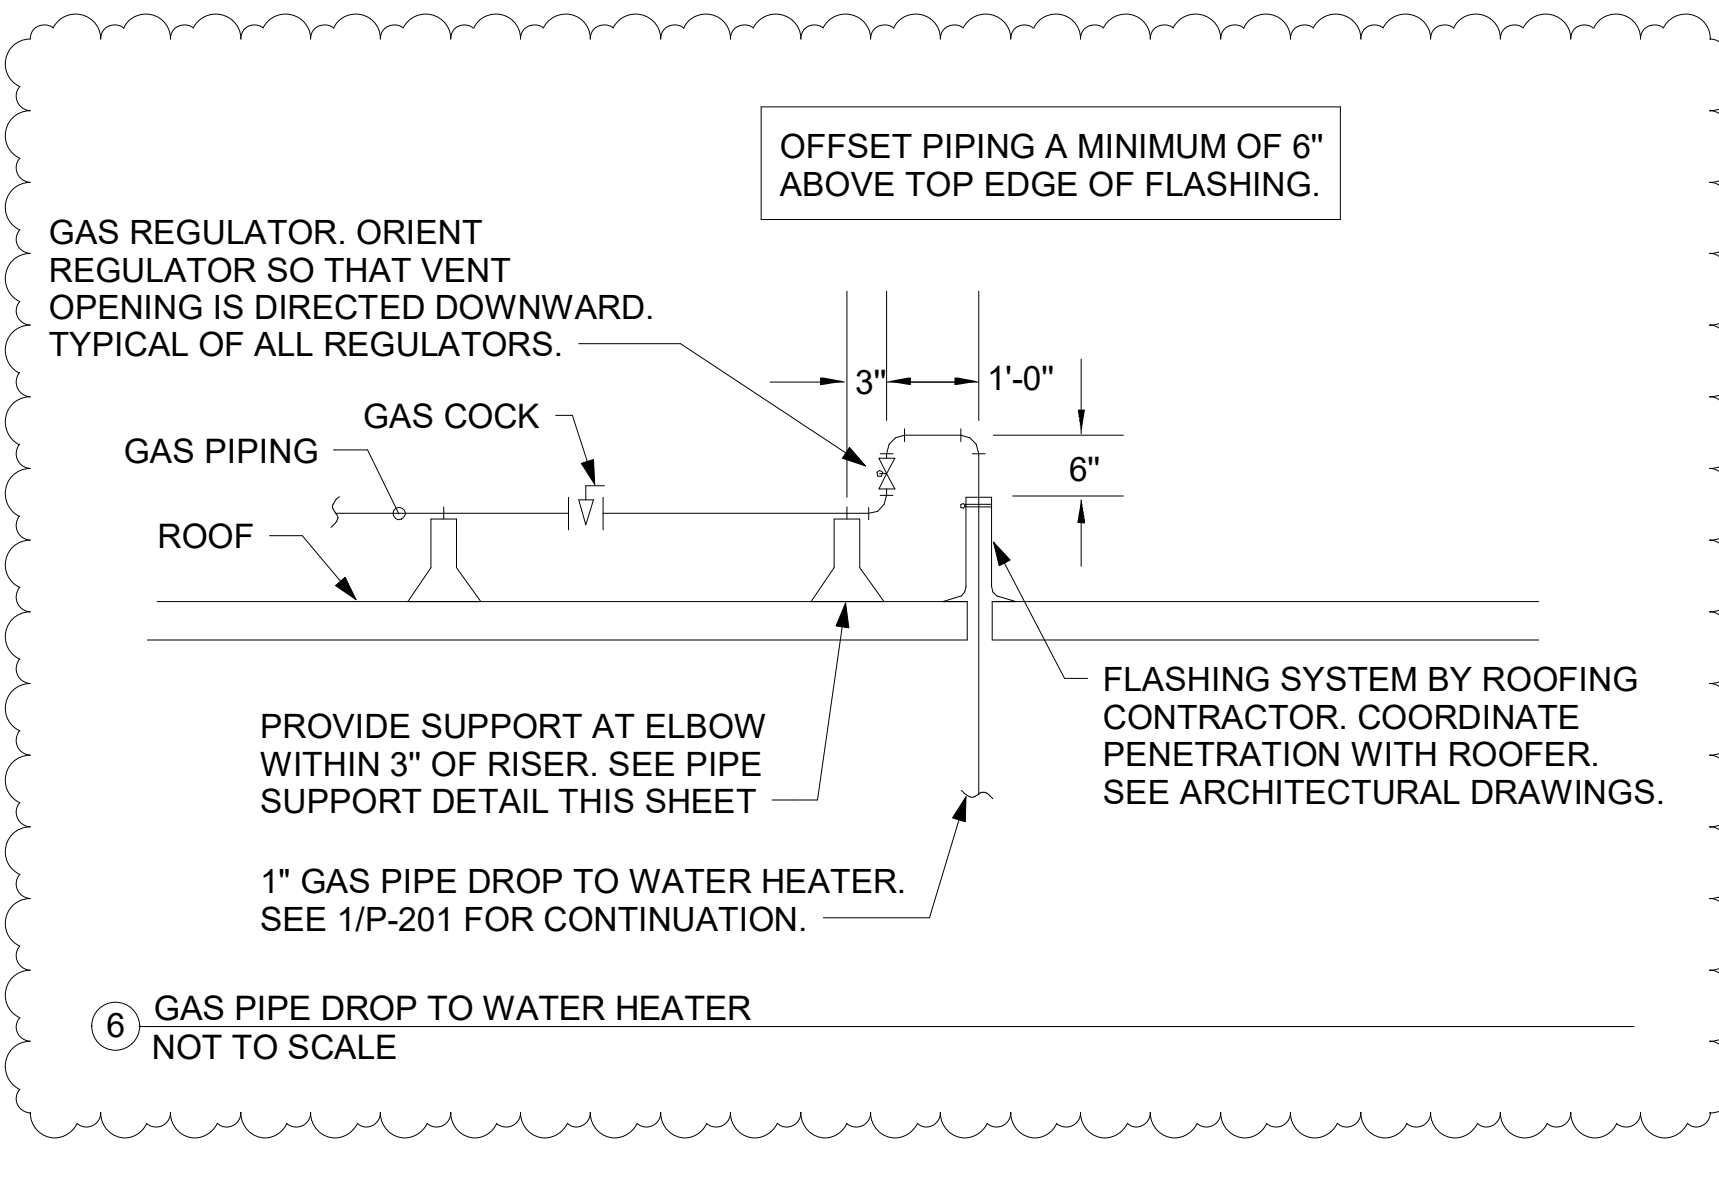 OFFSET PIPING A MINIMUM OF 6"
ABOVE TOP EDGE OF FLASHING.
GAS REGULATOR. ORIENT
REGULATOR SO THAT VENT
OPENING IS DIRECTED DOWNWARD.
TYPICAL OF ALL REGULATORS.
3"
1'-0"
GAS COCK
GAS PIPING
6"
ROOF
FLASHING SYSTEM BY ROOFING
CONTRACTOR. COORDINATE
PENETRATION WITH ROOFER.
SEE ARCHITECTURAL DRAWINGS.
PROVIDE SUPPORT AT ELBOW
WITHIN 3" OF RISER. SEE PIPE
SUPPORT DETAIL THIS SHEET
1" GAS PIPE DROP TO WATER HEATER.
SEE 1/P-201 FOR CONTINUATION.
6
GAS PIPE DROP TO WATER HEATER
NOT TO SCALE